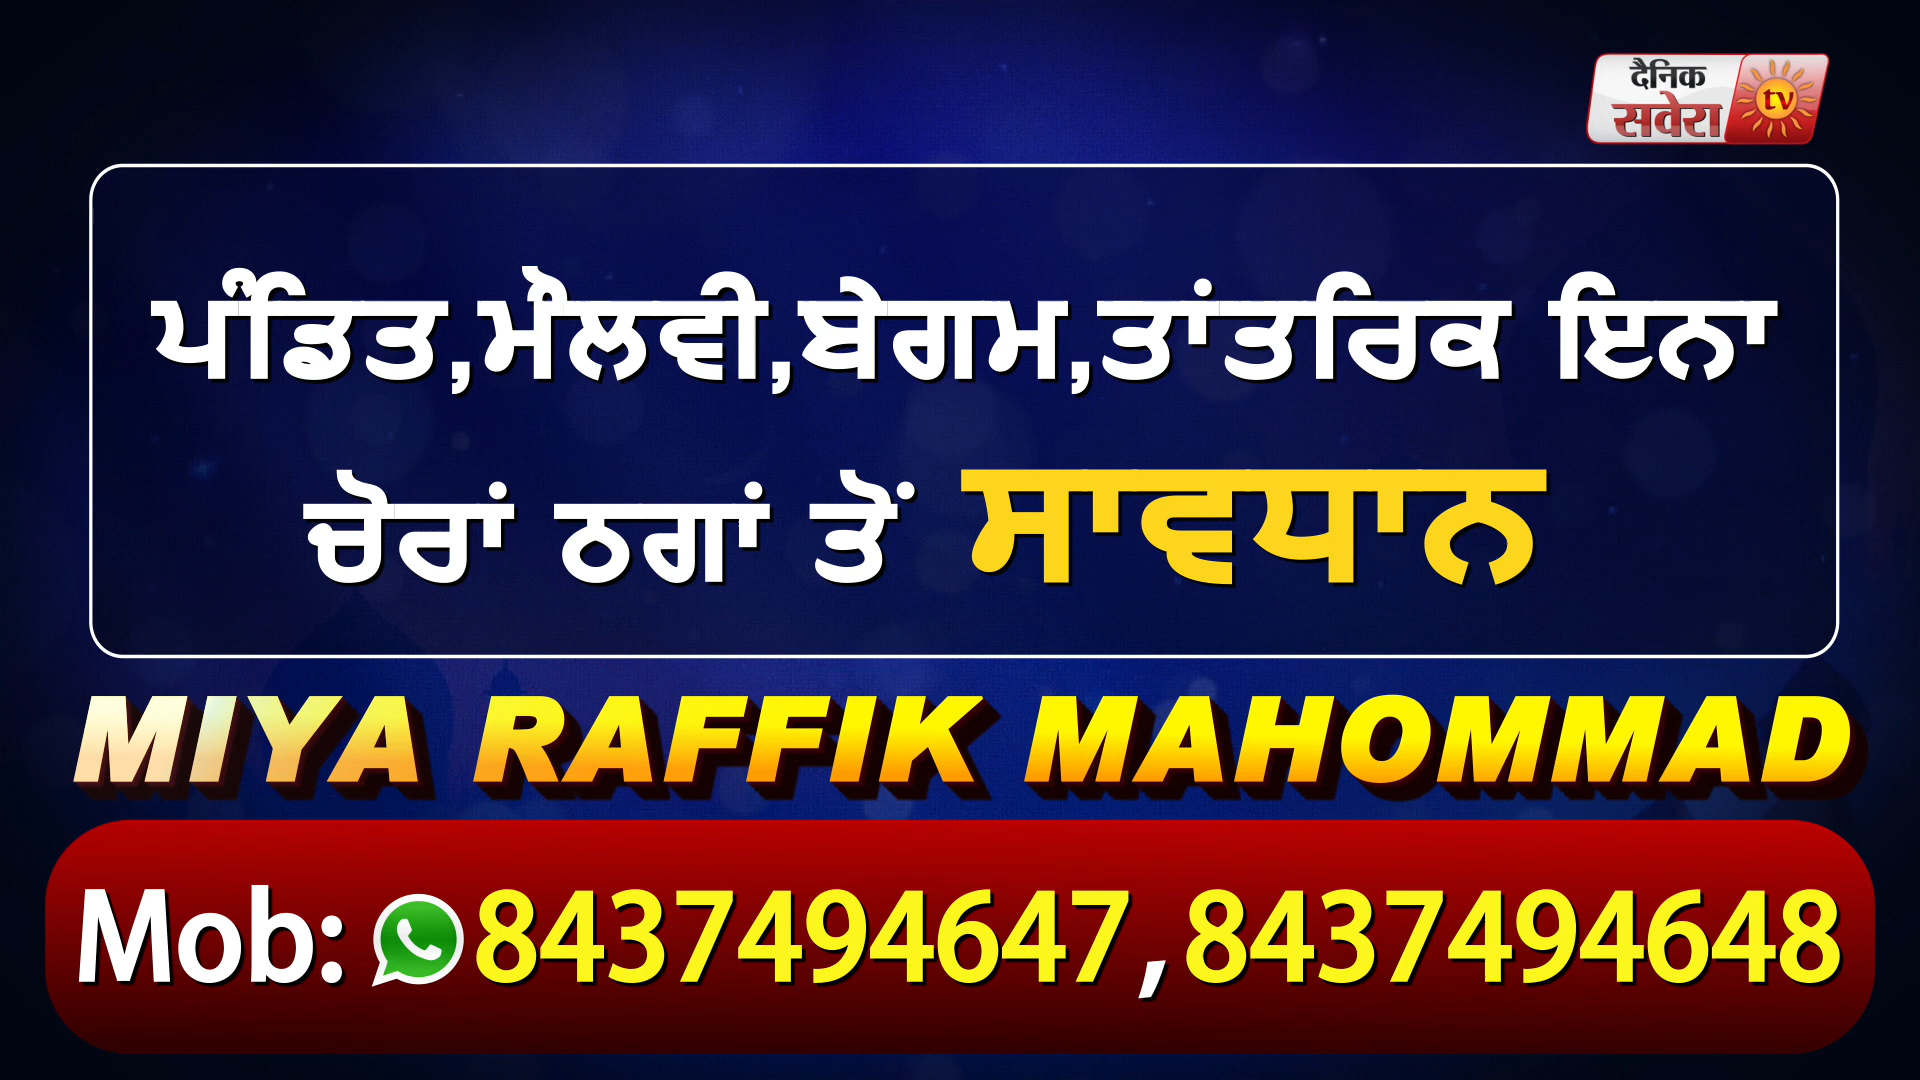 दैनिक
सवेरा tv
ਪੰਡਿਤ,ਮੌਲਵੀ,ਬੇਗਮ,ਤਾਂਤਰਿਕ ਇਨਾ
ਚੋਰਾਂ ਠਗਾਂ ਤੋਂ ਸਾਵਧਾਨ
MIYA RAFFIK MAHOMMAD
Mob: 8437494647,8437494648